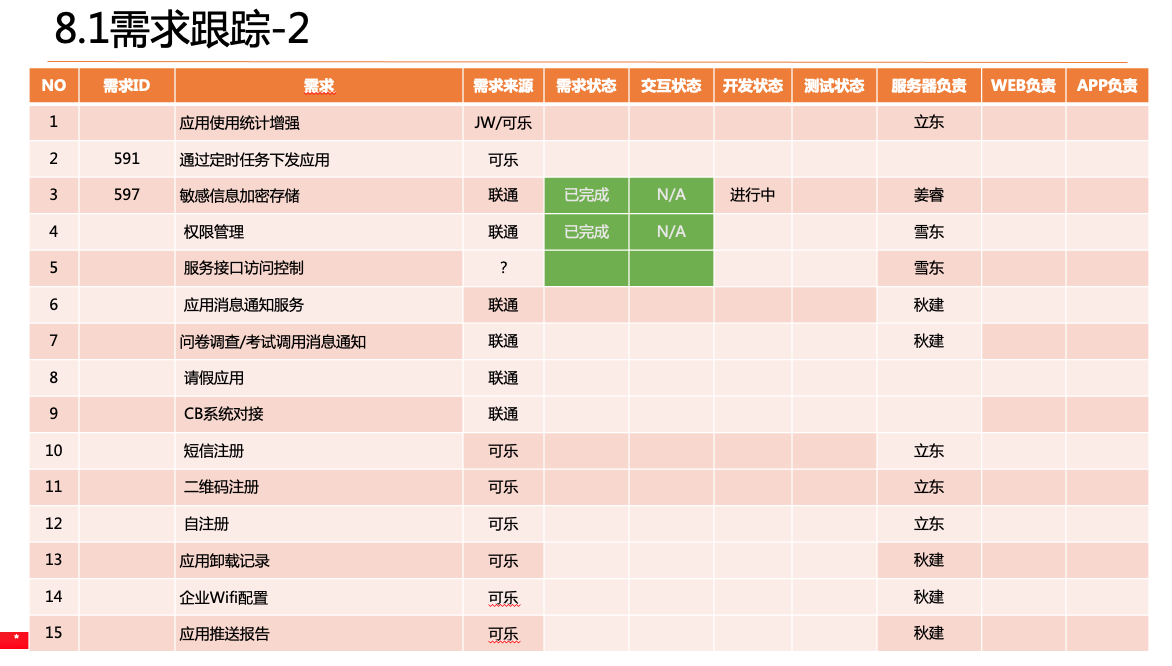 8.1需求跟踪-2
NO 需求ID 需求 需求来源 需求状态 交互状态 开发状态 测试状态 服务器负责 WEB负责 APP负责
1 应用使用统计增强 JW/可乐 立东
2 591 通过定时任务下发应用 可乐
3 597 敏感信息加密存储 联通 已完成 N/A 进行中 姜睿
4 权限管理 联通 已完成 N/A 雪东
5 服务接口访问控制 ? 雪东
6 应用消息通知服务 联通 秋建
7 问卷调查/考试调用消息通知 联通 秋建
8 请假应用 联通
9 CB系统对接 联通
10 短信注册 可乐 立东
11 二维码注册 可乐 立东
12 自注册 可乐 立东
13 应用卸载记录 可乐 秋建
14 企业Wifi配置 可乐 秋建
15 应用推送报告 可乐 秋建
*